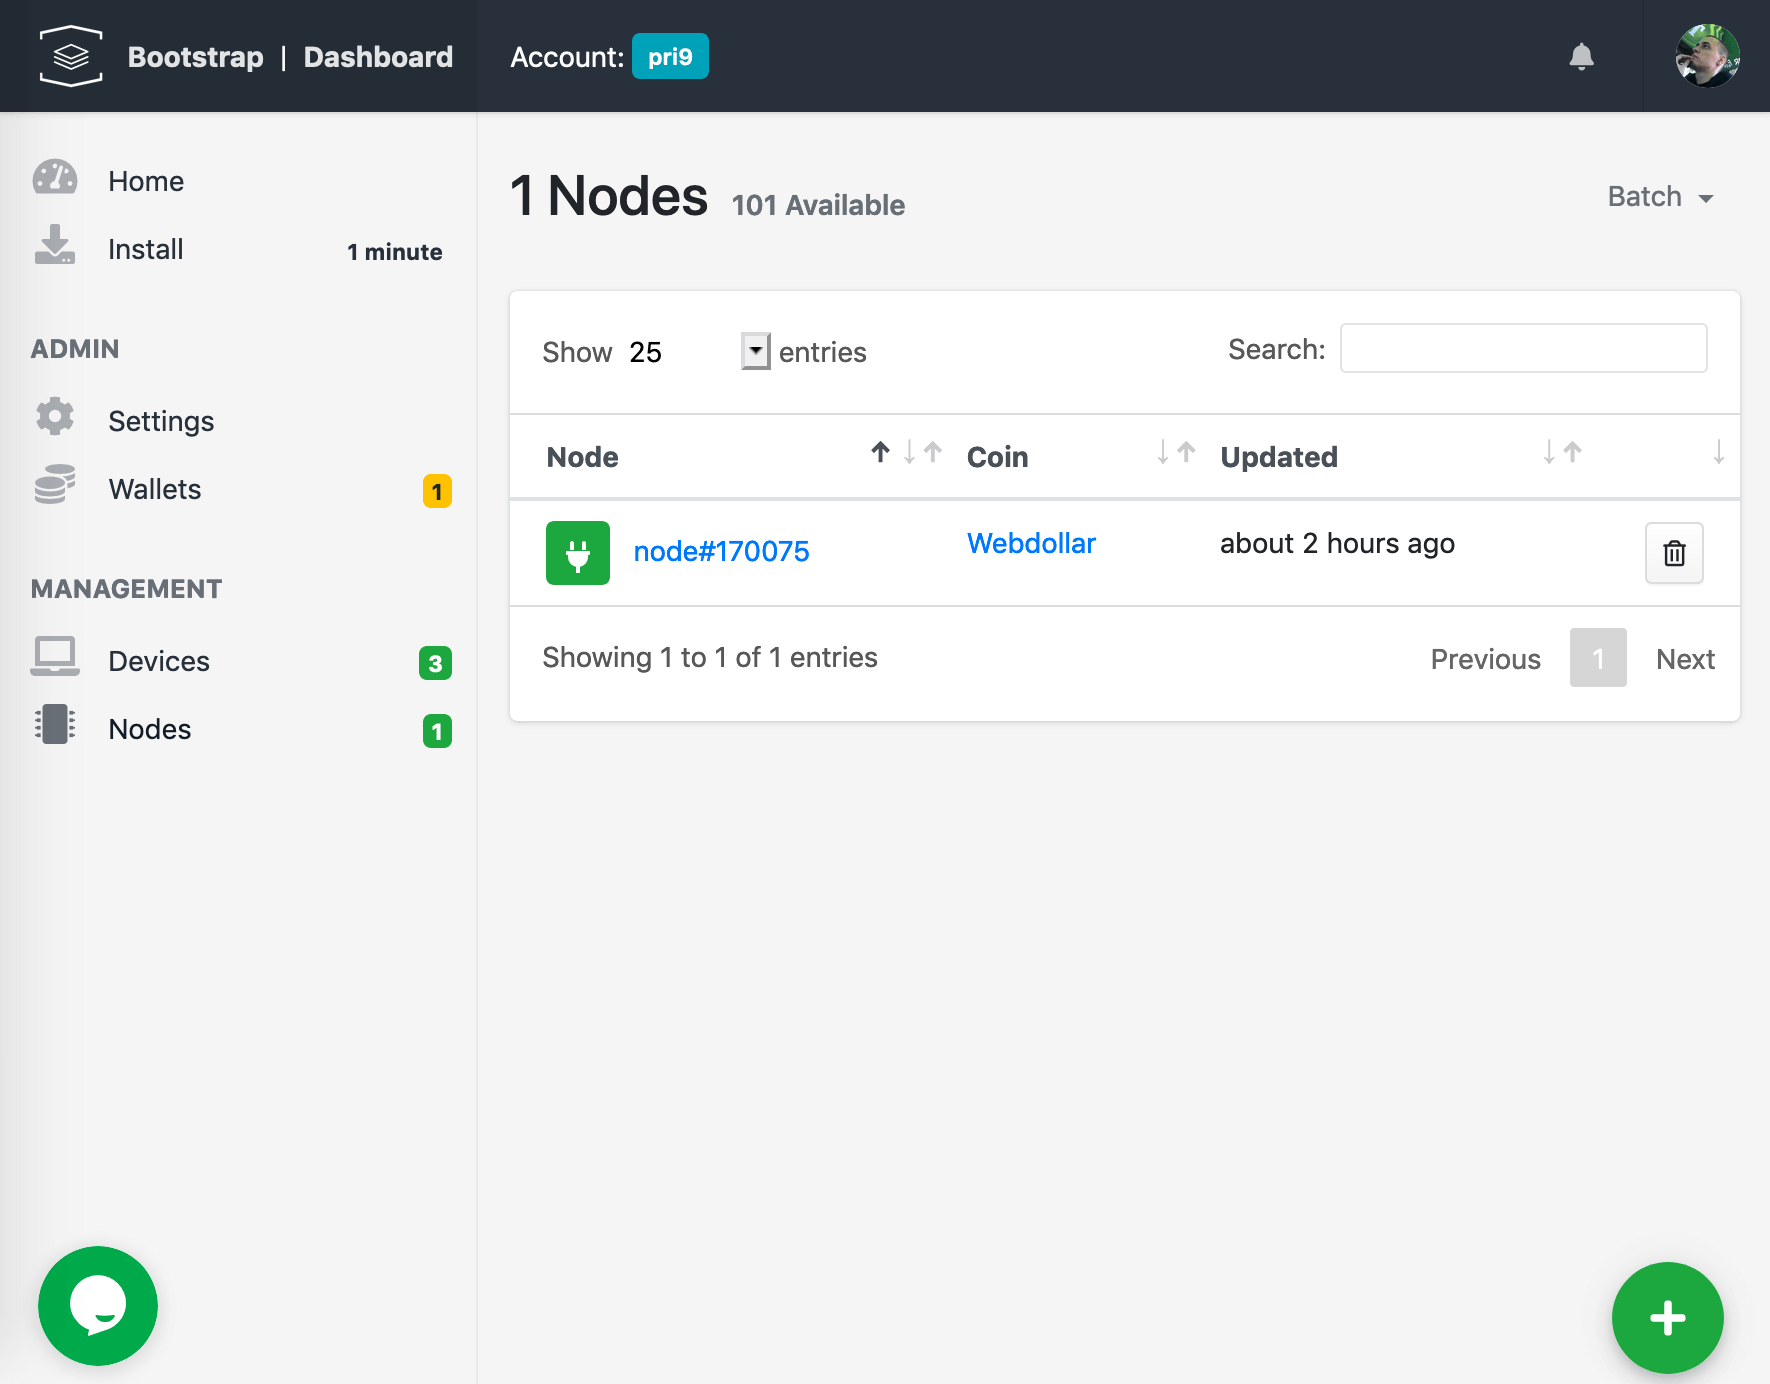 Bootstrap | Dashboard
Account: pri9
Home
Install 1 minute
ADMIN
Settings
Wallets 1
MANAGEMENT
Devices 3
Nodes 1
1 Nodes 101 Available
Batch
Show 25 entries
Search:
Node Coin Updated
node#170075 Webdollar about 2 hours ago
Showing 1 to 1 of 1 entries
Previous 1 Next